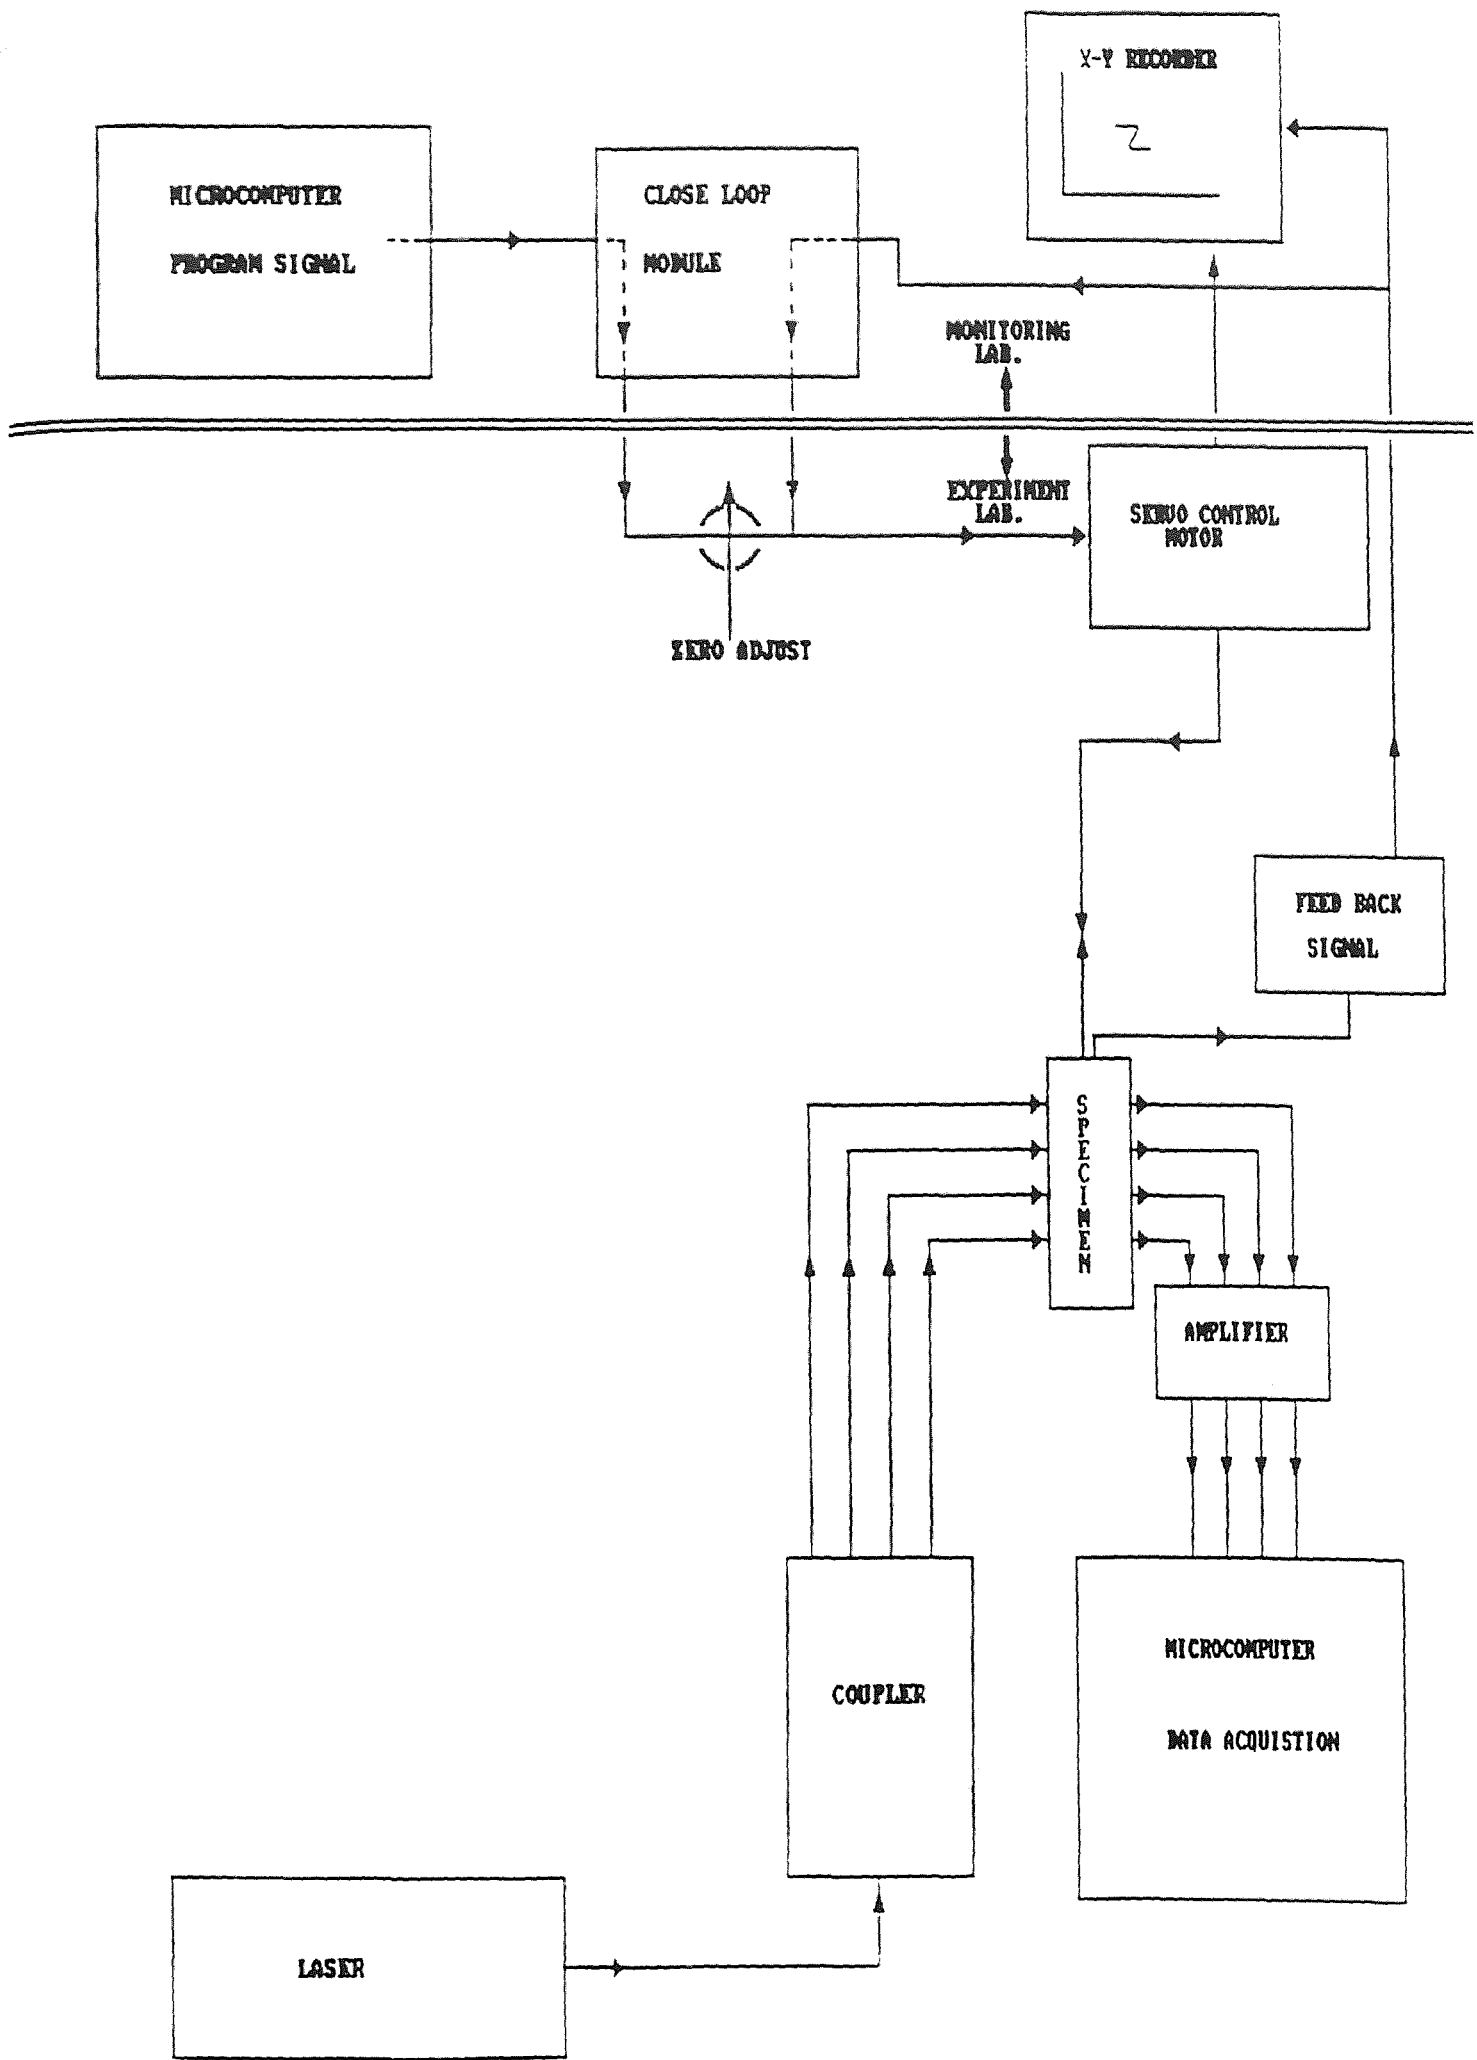 X-Y RECORDER
MICROCOMPUTER
PROGRAM SIGNAL
CLOSE LOOP
MODULE
MONITORING
LAB.
EXPERIMENT
LAB.
SERVO CONTROL
MOTOR
ZERO ADJUST
FEED BACK
SIGNAL
SPECIMEN
AMPLIFIER
COUPLER
MICROCOMPUTER
DATA ACQUISTION
LASER